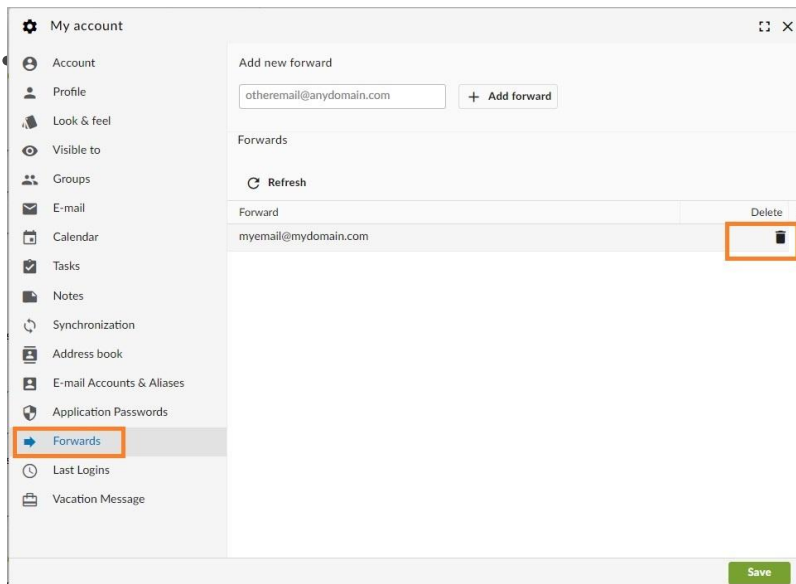 My account
Account
Profile
Look & feel
Visible to
Groups
E-mail
Calendar
Tasks
Notes
Synchronization
Address book
E-mail Accounts & Aliases
Application Passwords
Forwards
Last Logins
Vacation Message
Add new forward
otheremail@anydomain.com
+ Add forward
Forwards
Refresh
Forward Delete
myemail@mydomain.com
Save